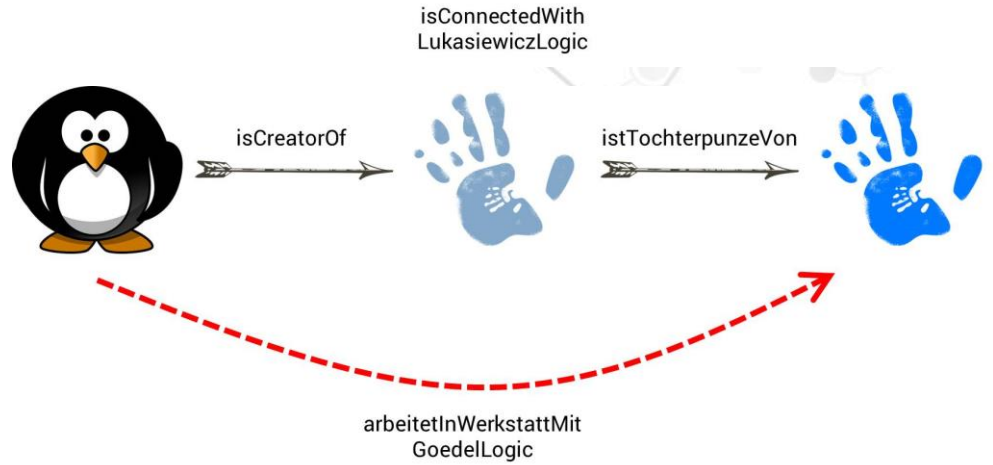 isConnectedWith
LukasiewiczLogic
isCreatorOf
istTochterpunzeVon
arbeitetInWerkstattMit
GoedelLogic